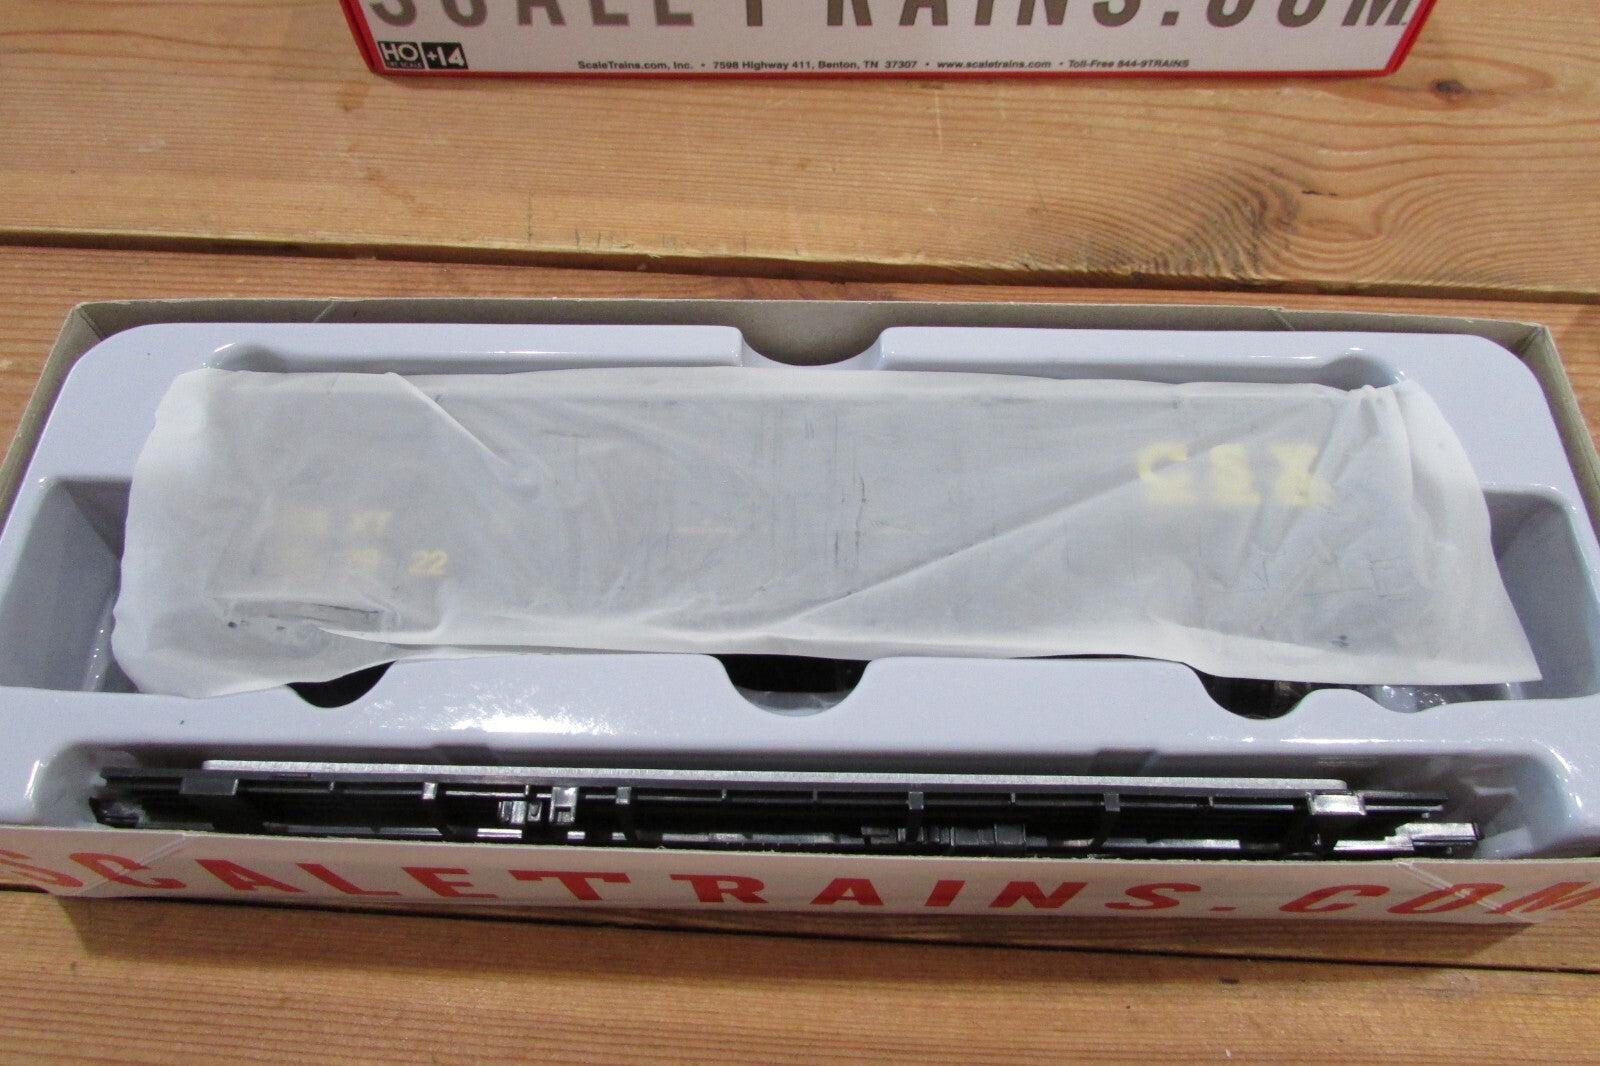 SCALETRAINS.COM
HO +14
ScaleTrains.com, Inc. • 7598 Highway 411, Benton, TN 37307 • www.scaletrains.com • Toll-Free 844-9TRAINS
CSX
22
SCALETRAINS.COM